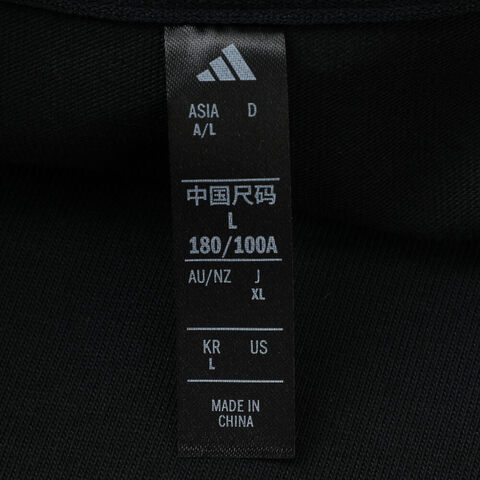 ASIA D
A/L
中国尺码
L
180/100A
AU/NZ J
XL
KR US
L
MADE IN
CHINA